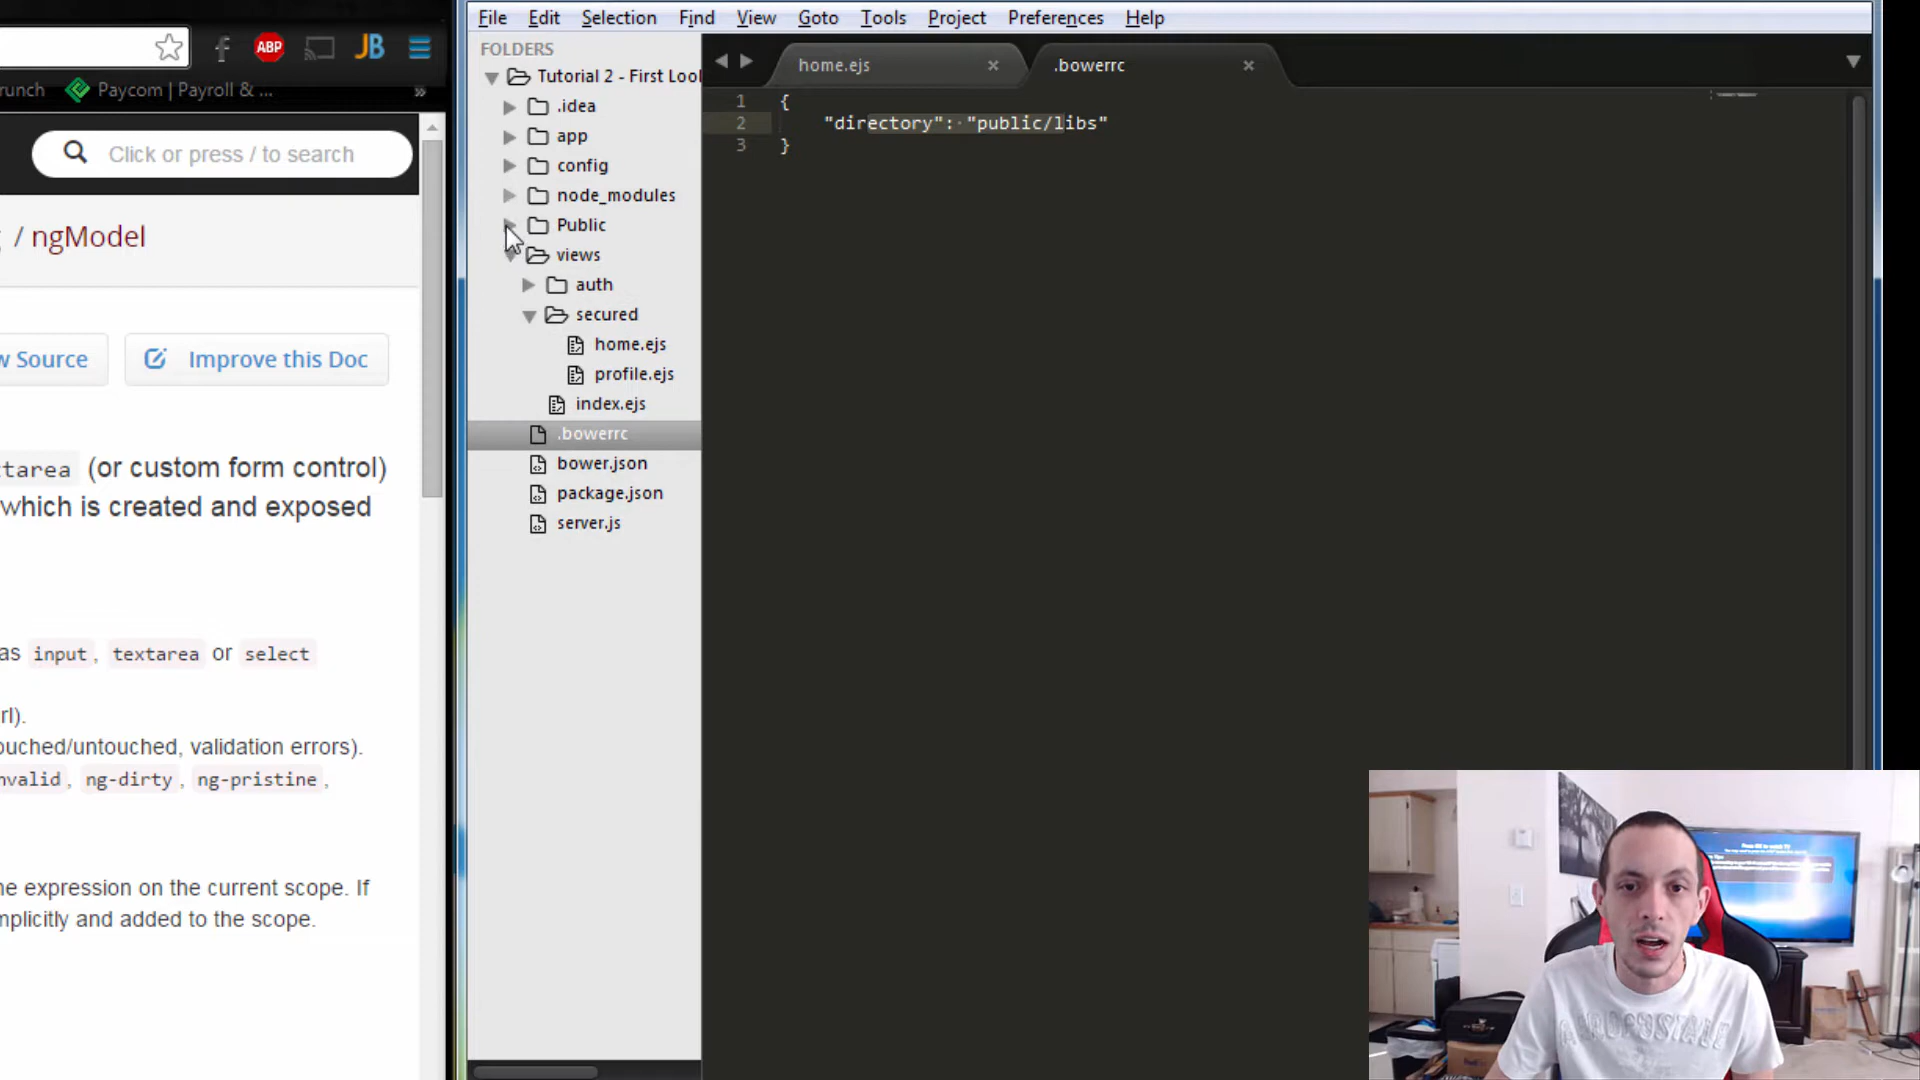 File Edit Selection Find View Goto Tools Project Preferences Help
ABP
JB
runch Paycom | Payroll & ... »
Click or press / to search
/ ngModel
w Source
Improve this Doc
tarea (or custom form control)
which is created and exposed
as input, textarea or select
rl).
ouched/untouched, validation errors).
nvalid, ng-dirty, ng-pristine,
ne expression on the current scope. If
mplicitly and added to the scope.
FOLDERS
Tutorial 2 - First Lool
.idea
app
config
node_modules
Public
views
auth
secured
home.ejs
profile.ejs
index.ejs
.bowerrc
bower.json
package.json
server.js
home.ejs ×
.bowerrc ×
1 {
2 "directory": "public/libs"
3 }